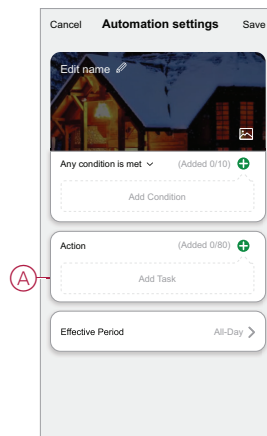 Cancel Automation settings Save
Edit name
Any condition is met (Added 0/10)
Add Condition
Action (Added 0/80)
A
Add Task
Effective Period All-Day